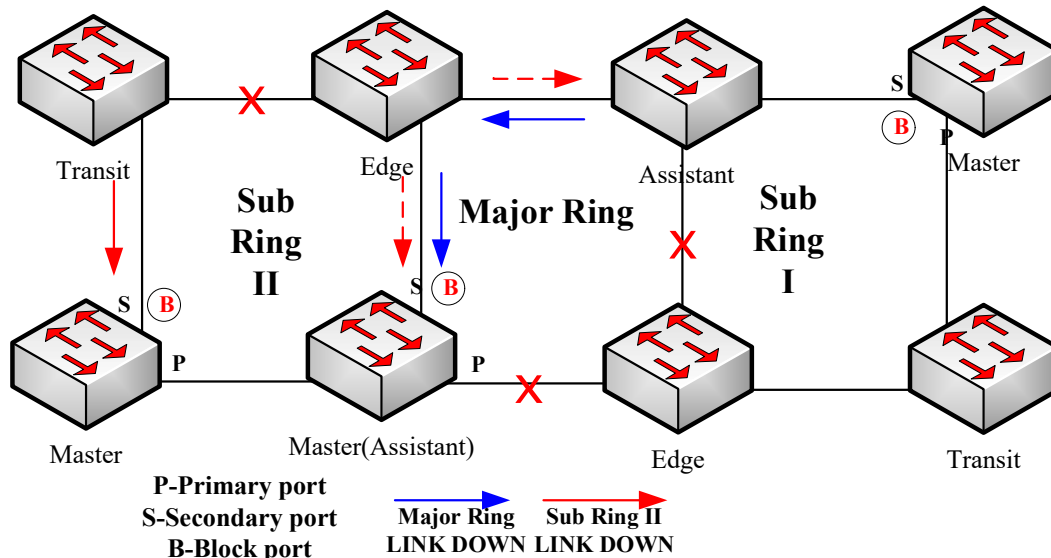 S
B
P
Transit
Edge
Assistant
Master
Sub
Ring
II
Major Ring
Sub
Ring
I
S
B
S
B
P
P
Master
Master(Assistant)
Edge
Transit
P-Primary port
S-Secondary port
B-Block port
Major Ring
LINK DOWN
Sub Ring II
LINK DOWN